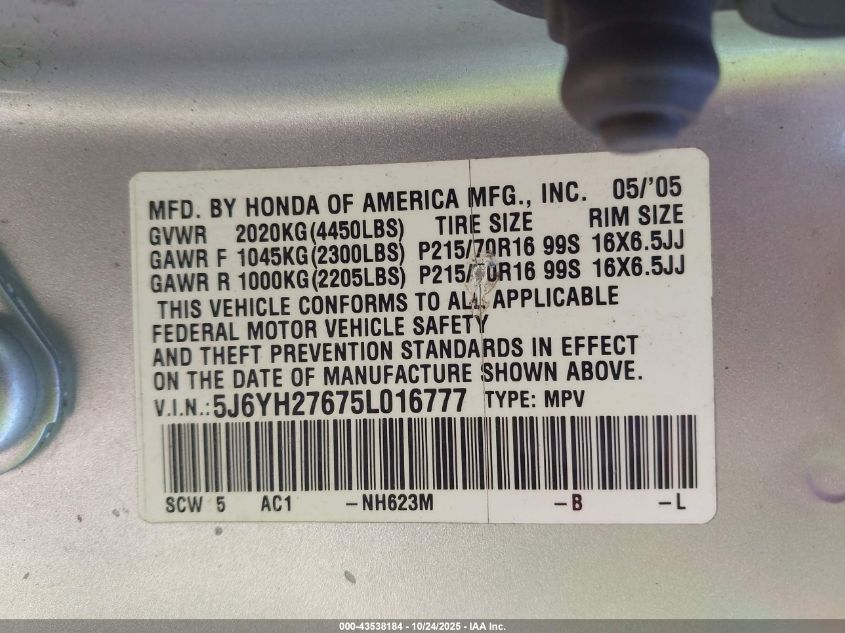 MFD. BY HONDA OF AMERICA MFG., INC. 05/'05
GVWR 2020KG(4450LBS) TIRE SIZE RIM SIZE
GAWR F 1045KG(2300LBS) P215/70R16 99S 16X6.5JJ
GAWR R 1000KG(2205LBS) P215/70R16 99S 16X6.5JJ
THIS VEHICLE CONFORMS TO ALL APPLICABLE
FEDERAL MOTOR VEHICLE SAFETY
AND THEFT PREVENTION STANDARDS IN EFFECT
ON THE DATE OF MANUFACTURE SHOWN ABOVE.
V.I.N.: 5J6YH27675L016777 TYPE: MPV
SCW 5 AC1 -NH623M -B -L
000-43538184 - 10/24/2025 - IAA Inc.